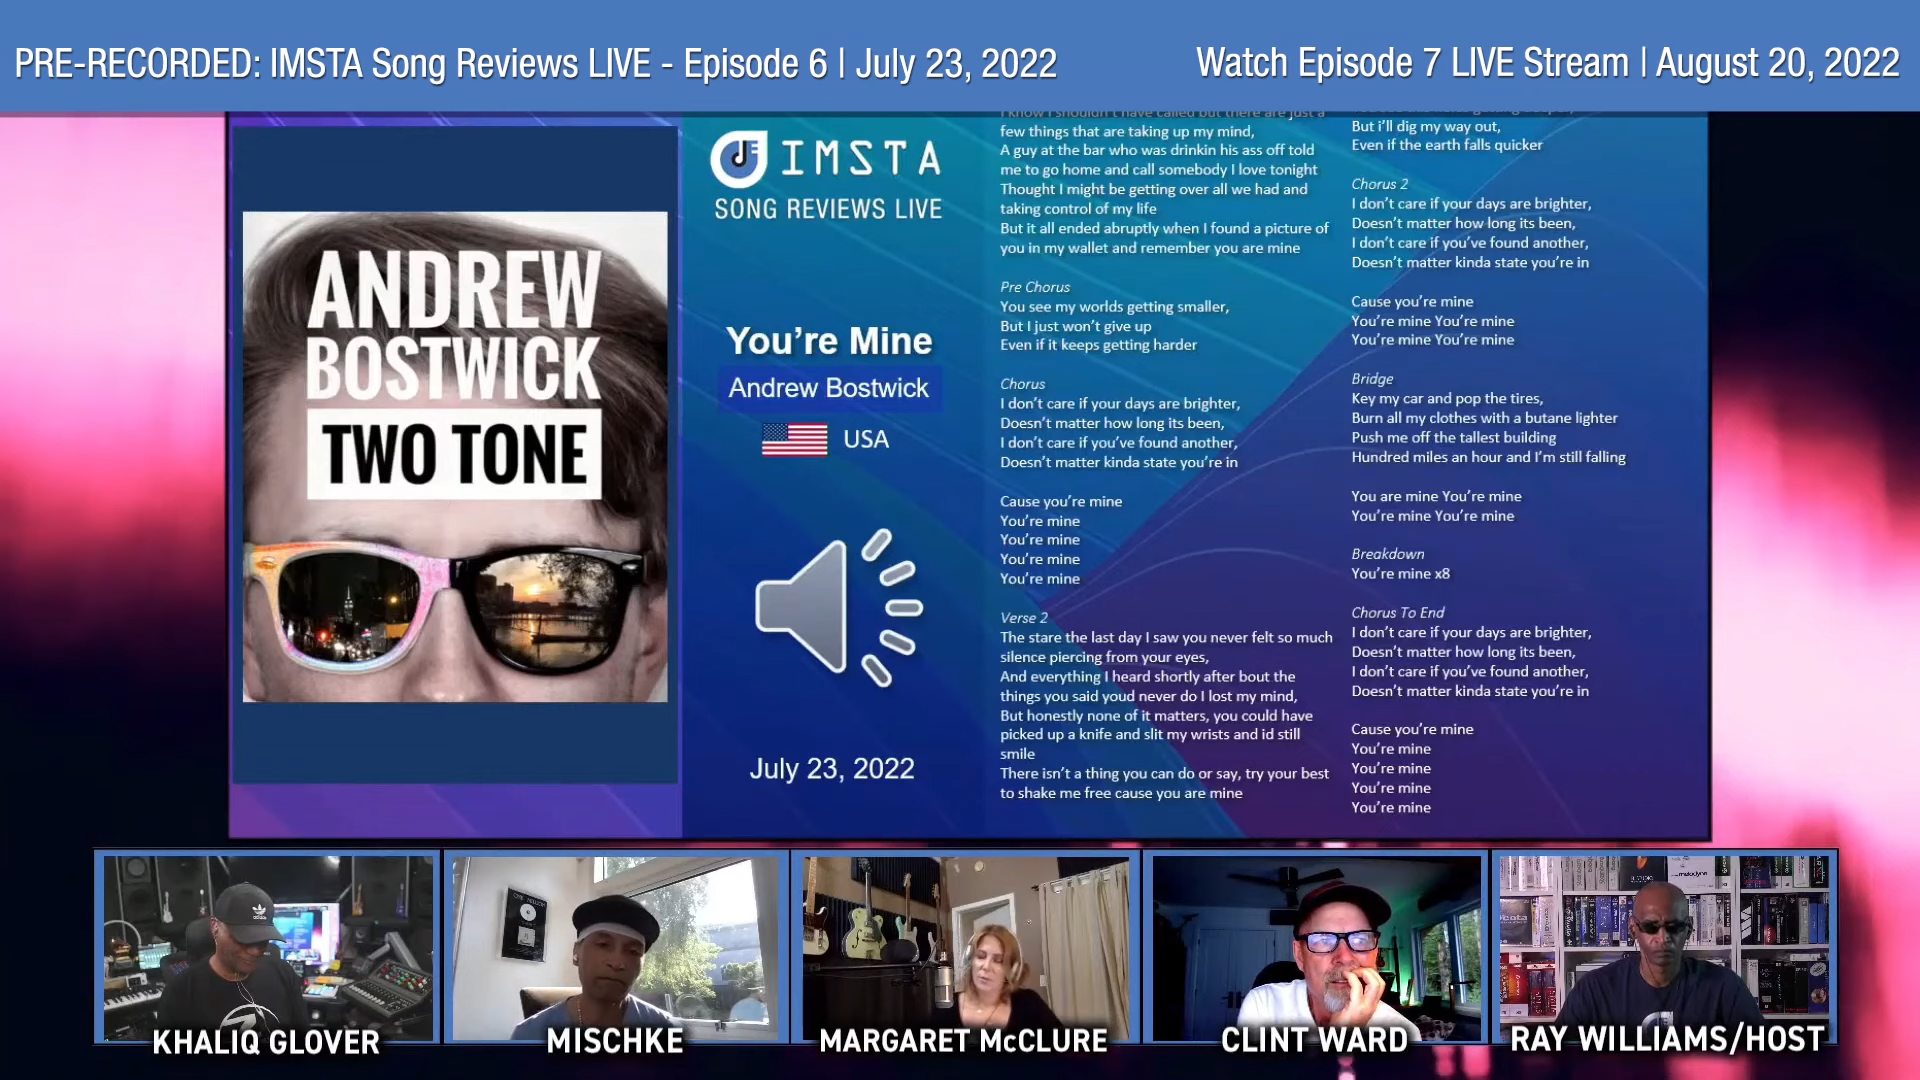 PRE-RECORDED: IMSTA Song Reviews LIVE - Episode 6 | July 23, 2022
Watch Episode 7 LIVE Stream | August 20, 2022
ANDREW
BOSTWICK
TWO TONE
IMSTA
SONG REVIEWS LIVE
You're Mine
Andrew Bostwick
USA
July 23, 2022
I know I shouldn't have called but there are just a
few things that are taking up my mind,
A guy at the bar who was drinkin his ass off told
me to go home and call somebody I love tonight
Thought I might be getting over all we had and
taking control of my life
But it all ended abruptly when I found a picture of
you in my wallet and remember you are mine
Pre Chorus
You see my worlds getting smaller,
But I just won't give up
Even if it keeps getting harder
Chorus
I don't care if your days are brighter,
Doesn't matter how long its been,
I don't care if you've found another,
Doesn't matter kinda state you're in
Cause you're mine
You're mine
You're mine
You're mine
You're mine
Verse 2
The stare the last day I saw you never felt so much
silence piercing from your eyes,
And everything I heard shortly after bout the
things you said youd never do I lost my mind,
But honestly none of it matters, you could have
picked up a knife and slit my wrists and id still
smile
There isn't a thing you can do or say, try your best
to shake me free cause you are mine
But i'll dig my way out,
Even if the earth falls quicker
Chorus 2
I don't care if your days are brighter,
Doesn't matter how long its been,
I don't care if you've found another,
Doesn't matter kinda state you're in
Cause you're mine
You're mine You're mine
You're mine You're mine
Bridge
Key my car and pop the tires,
Burn all my clothes with a butane lighter
Push me off the tallest building
Hundred miles an hour and I'm still falling
You are mine You're mine
You're mine You're mine
Breakdown
You're mine x8
Chorus To End
I don't care if your days are brighter,
Doesn't matter how long its been,
I don't care if you've found another,
Doesn't matter kinda state you're in
Cause you're mine
You're mine
You're mine
You're mine
You're mine
adidas
melodyne
KHALIQ GLOVER
MISCHKE
MARGARET McCLURE
CLINT WARD
RAY WILLIAMS/HOST